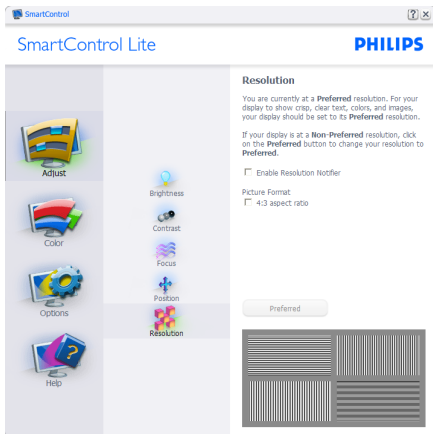 SmartControl
SmartControl Lite
PHILIPS
Adjust
Color
Options
Help
Brightness
Contrast
Focus
Position
Resolution
Resolution
You are currently at a Preferred resolution. For your
display to show crisp, clear text, colors, and images,
your display should be set to its Preferred resolution.
If your display is at a Non-Preferred resolution, click
on the Preferred button to change your resolution to
Preferred.
Enable Resolution Notifier
Picture Format
4:3 aspect ratio
Preferred